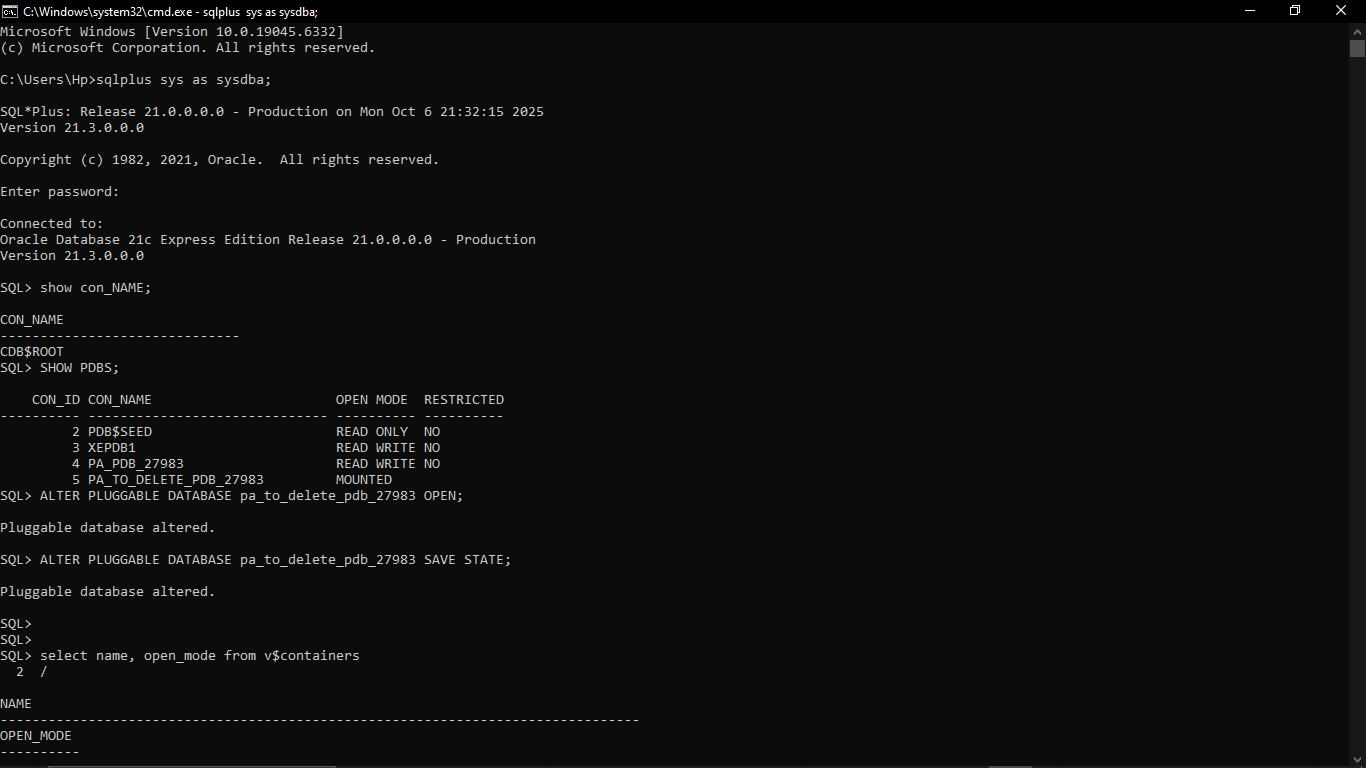 C:\Windows\system32\cmd.exe - sqlplus  sys as sysdba;
Microsoft Windows [Version 10.0.19045.6332]
(c) Microsoft Corporation. All rights reserved.
C:\Users\Hp>sqlplus sys as sysdba;
SQL*Plus: Release 21.0.0.0.0 - Production on Mon Oct 6 21:32:15 2025
Version 21.3.0.0.0
Copyright (c) 1982, 2021, Oracle.  All rights reserved.
Enter password:
Connected to:
Oracle Database 21c Express Edition Release 21.0.0.0.0 - Production
Version 21.3.0.0.0
SQL> show con_NAME;
CON_NAME
------------------------------
CDB$ROOT
SQL> SHOW PDBS;
    CON_ID CON_NAME                       OPEN MODE  RESTRICTED
---------- ------------------------------ ---------- ----------
         2 PDB$SEED                       READ ONLY  NO
         3 XEPDB1                         READ WRITE NO
         4 PA_PDB_27983                   READ WRITE NO
         5 PA_TO_DELETE_PDB_27983         MOUNTED
SQL> ALTER PLUGGABLE DATABASE pa_to_delete_pdb_27983 OPEN;
Pluggable database altered.
SQL> ALTER PLUGGABLE DATABASE pa_to_delete_pdb_27983 SAVE STATE;
Pluggable database altered.
SQL>
SQL>
SQL> select name, open_mode from v$containers
  2  /
NAME
--------------------------------------------------------------------------------
OPEN_MODE
----------